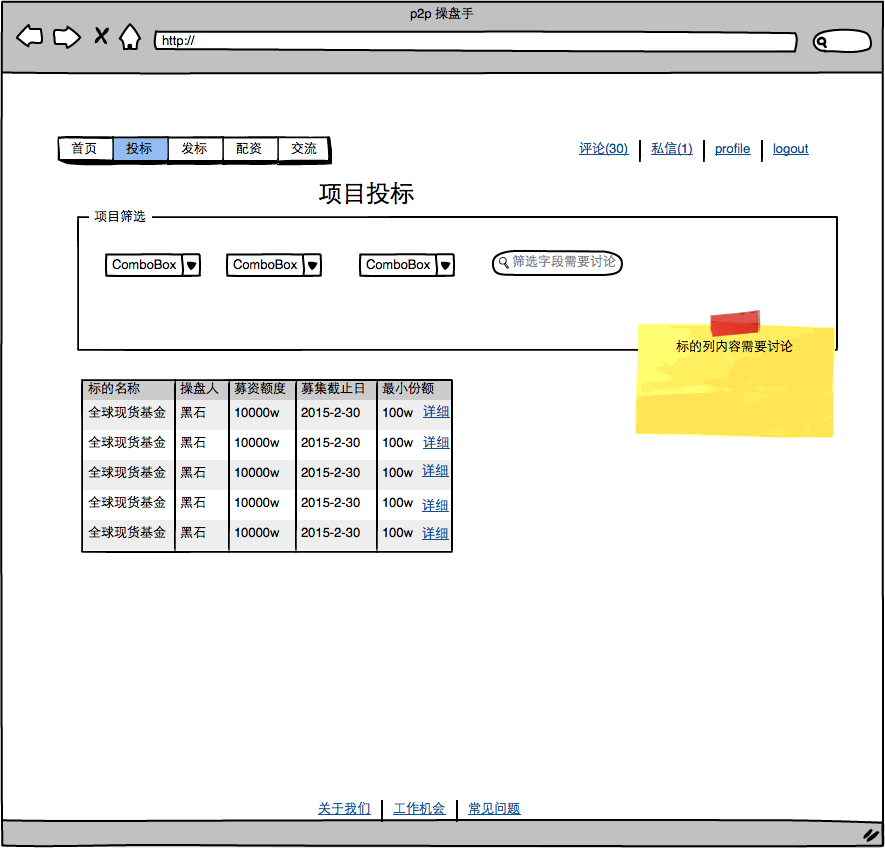 p2p 操盘手
http://
首页 投标 发标 配资 交流
评论(30) 私信(1) profile logout
项目投标
项目筛选
ComboBox ComboBox ComboBox 筛选字段需要讨论
标的列内容需要讨论
标的名称 操盘人 募资额度 募集截止日 最小份额
全球现货基金 黑石 10000w 2015-2-30 100w 详细
全球现货基金 黑石 10000w 2015-2-30 100w 详细
全球现货基金 黑石 10000w 2015-2-30 100w 详细
全球现货基金 黑石 10000w 2015-2-30 100w 详细
全球现货基金 黑石 10000w 2015-2-30 100w 详细
关于我们 工作机会 常见问题